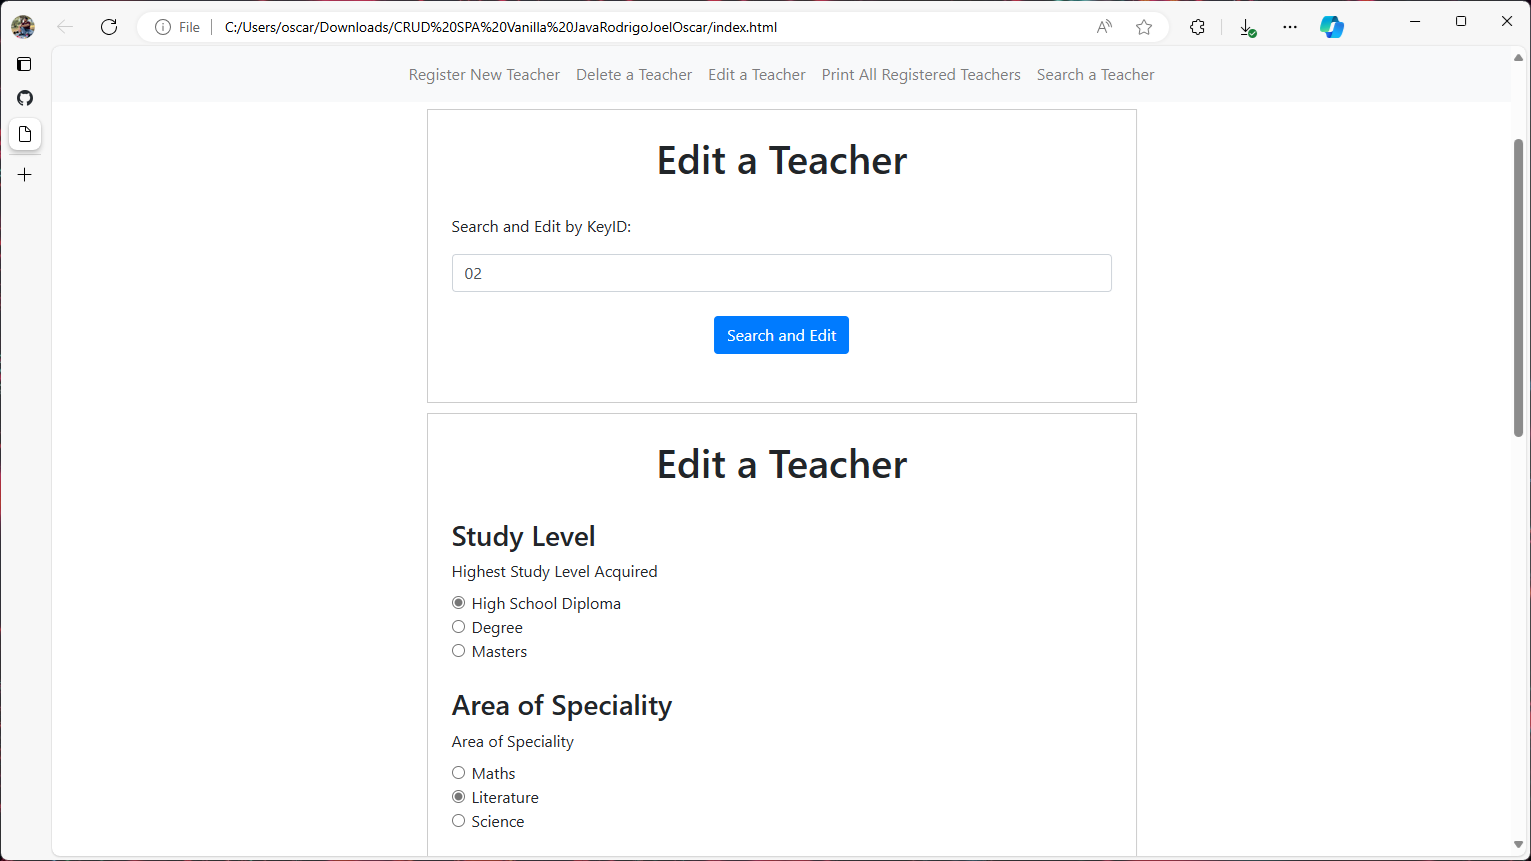 File
C:/Users/oscar/Downloads/CRUD%20SPA%20Vanilla%20JavaRodrigoJoelOscar/index.html
Register New Teacher Delete a Teacher Edit a Teacher Print All Registered Teachers Search a Teacher
Edit a Teacher
Search and Edit by KeyID:
02
Search and Edit
Edit a Teacher
Study Level
Highest Study Level Acquired
High School Diploma
Degree
Masters
Area of Speciality
Area of Speciality
Maths
Literature
Science